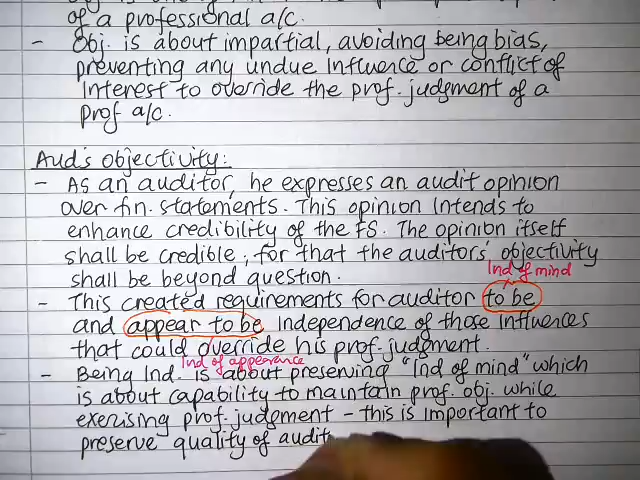 of a professional a/c.
- Obj. is about impartial, avoiding being bias,
preventing any undue influence or conflict of
interest to override the prof. judgment of a
Prof a/c.
Aud's objectivity:
- As an auditor, he expresses an audit opinion
over fin. statements. This opinion intends to
enhance credibility of the FS. The opinion itself
shall be credible, for that the auditors' objectivity
shall be beyond question.
Ind of mind
- This created requirements for auditor to be
and appear to be independence of those influences
that could override his prof. judgment.
Ind of appearance
- Being Ind. is about preserving "Ind of mind" which
is about capability to maintain prof. obj. while
exerising prof. judgment - this is important to
preserve quality of audit